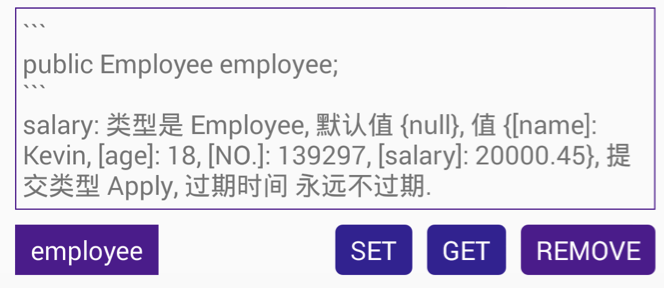 ```
public Employee employee;
```
salary: 类型是 Employee, 默认值 {null}, 值 {[name]:
Kevin, [age]: 18, [NO.]: 139297, [salary]: 20000.45}, 提
交类型 Apply, 过期时间 永远不过期.
employee SET GET REMOVE